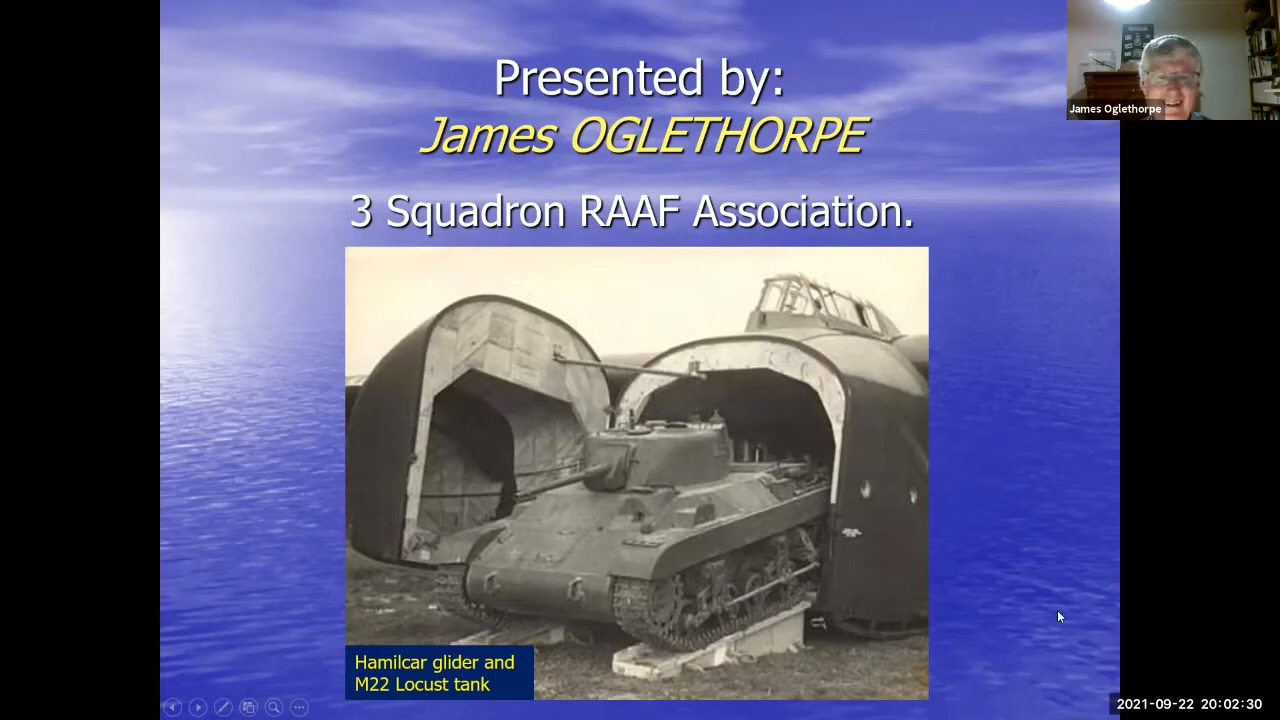 Presented by:
James OGLETHORPE
James Oglethorpe
3 Squadron RAAF Association.
Hamilcar glider and
M22 Locust tank
2021-09-22 20:02:30